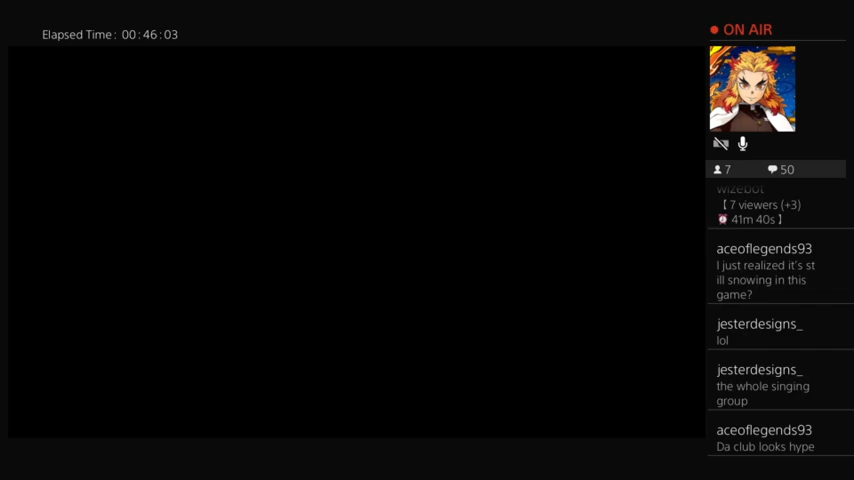 Elapsed Time: 00:46:03
ON AIR
7 50
wizebot
【7 viewers (+3)
41m 40s】
aceoflegends93
I just realized it's st
ill snowing in this
game?
jesterdesigns_
lol
jesterdesigns_
the whole singing
group
aceoflegends93
Da club looks hype